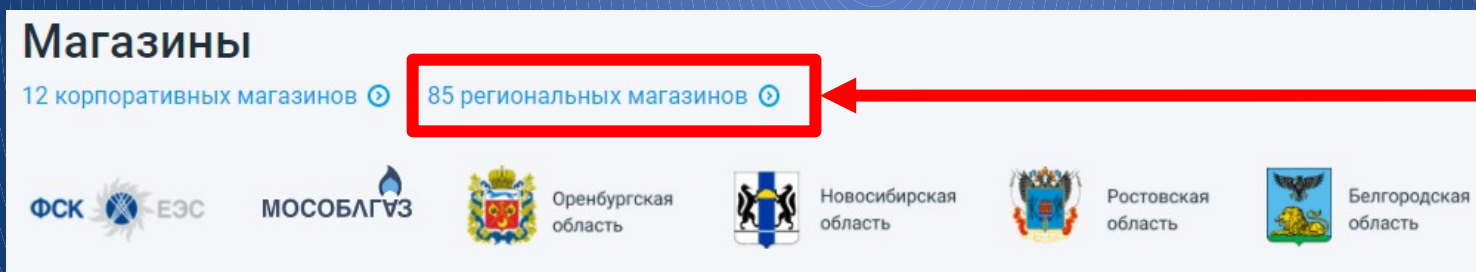 Магазины
12 корпоративных магазинов
85 региональных магазинов
ФСК ЕЭС
МОСОБЛГАЗ
Оренбургская
область
Новосибирская
область
Ростовская
область
Белгородская
область